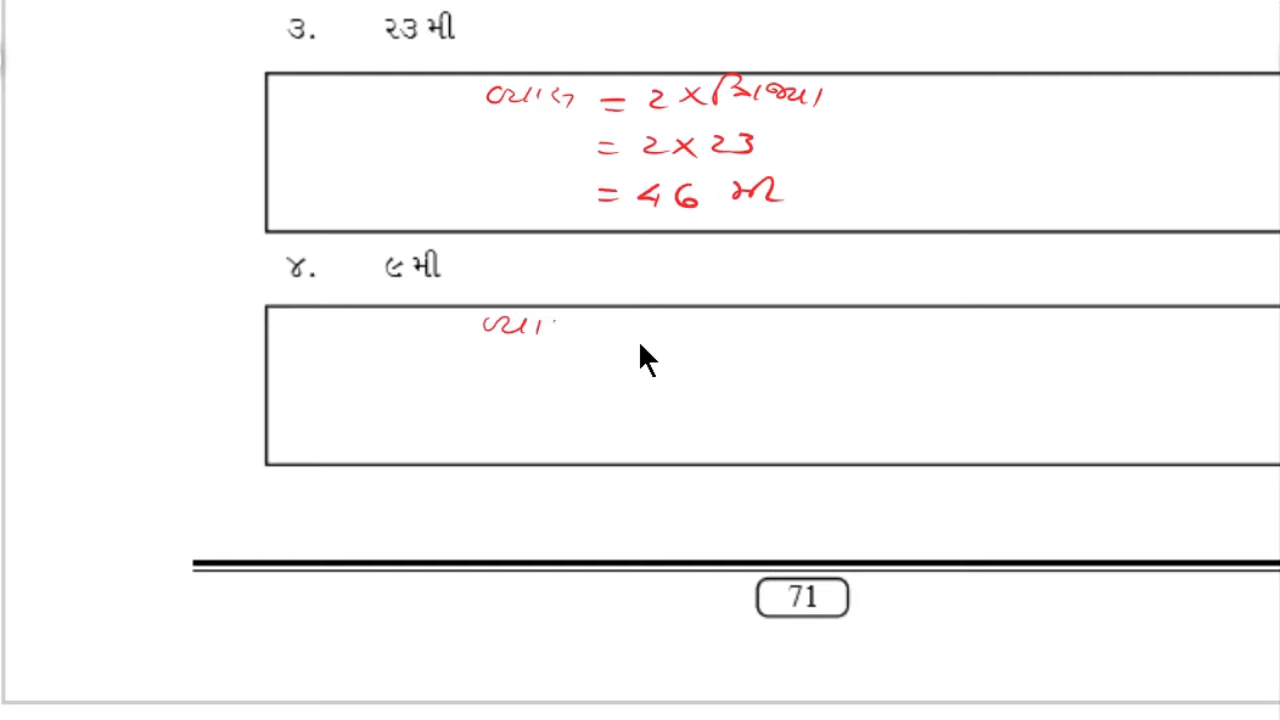 ૩. ૨૩ મી
વ્યાસ = 2 × ત્રિજ્યા
= 2 × 23
= 46 મી
૪. ૯ મી
વ્યા
71